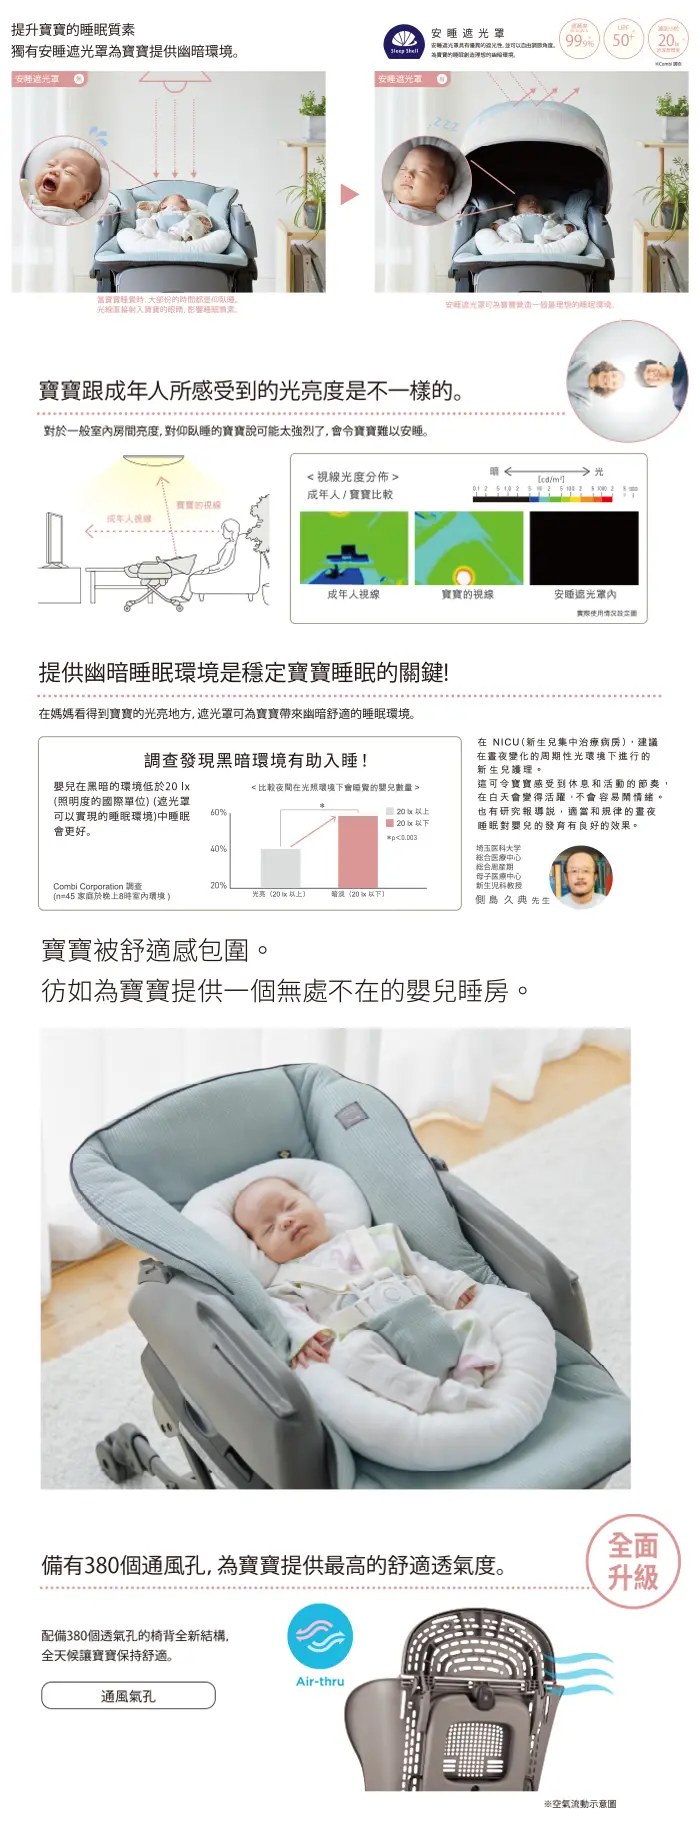 提升寶寶的睡眠質素
獨有安睡遮光罩為寶寶提供幽暗環境。
Sleep Shell
安睡遮光罩
安睡遮光罩具有優異的遮光性, 並可以自由調節角度,
為寶寶的睡眠創造理想的幽暗環境。
99.9%
UPF
50+
20 lx
※Combi 調查
安睡遮光罩 無
安睡遮光罩 有
ZZZ
當寶寶睡覺時, 大部份的時間都是仰臥睡。
光線直接射入寶寶的眼睛, 影響睡眠質素。
安睡遮光罩可為寶寶營造一個最理想的睡眠環境。
寶寶跟成年人所感受到的光亮度是不一樣的。
對於一般室內房間亮度, 對仰臥睡的寶寶說可能太強烈了, 會令寶寶難以安睡。
寶寶的視線
成年人視線
< 視線光度分佈 >
成年人 / 寶寶比較
暗
光
[cd/m²]
成年人視線
寶寶的視線
安睡遮光罩內
實際使用情況設定圖
提供幽暗睡眠環境是穩定寶寶睡眠的關鍵!
在媽媽看得到寶寶的光亮地方, 遮光罩可為寶寶帶來幽暗舒適的睡眠環境。
調查發現黑暗環境有助入睡!
嬰兒在黑暗的環境低於20 lx
(照明度的國際單位) (遮光罩
可以實現的睡眠環境)中睡眠
會更好。
Combi Corporation 調查
(n=45 家庭於晚上8時室內環境 )
< 比較夜間在光照環境下會睡覺的嬰兒數量 >
60%
40%
20%
*
20 lx 以上
20 lx 以下
*p<0.003
光亮（20 lx 以上）
暗淡（20 lx 以下）
在 NICU(新生兒集中治療病房)，建議
在晝夜變化的周期性光環境下進行的
新生兒護理。
這可令寶寶感受到休息和活動的節奏，
在白天會變得活躍，不會容易鬧情緒。
也有研究報導説，適當和規律的晝夜
睡眠對嬰兒的發育有良好的效果。
埼玉医科大学
総合医療中心
総合周産期
母子医療中心
新生児科教授
側島 久典 先生
寶寶被舒適感包圍。
彷如為寶寶提供一個無處不在的嬰兒睡房。
全面
升級
備有380個通風孔, 為寶寶提供最高的舒適透氣度。
配備380個透氣孔的椅背全新結構,
全天候讓寶寶保持舒適。
通風氣孔
Air-thru
※空氣流動示意圖